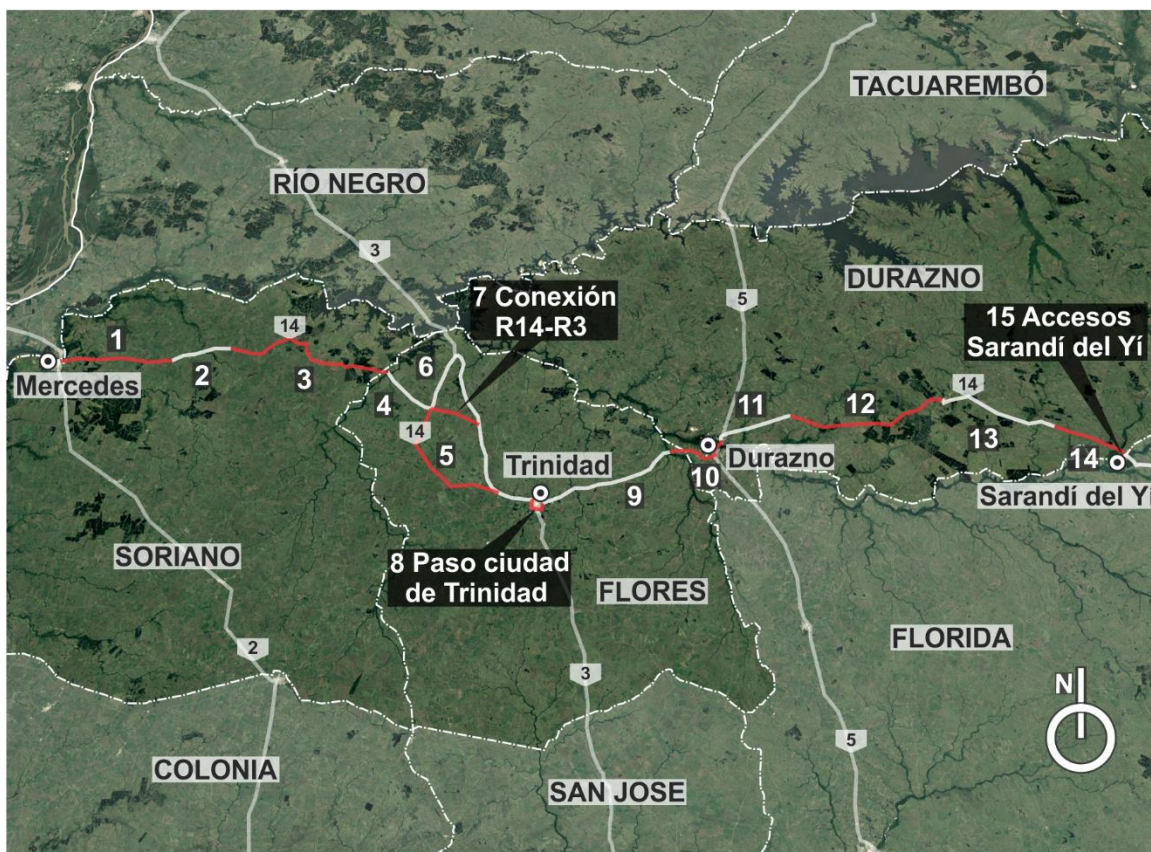 TACUAREMBÓ
RÍO NEGRO
3
DURAZNO
7 Conexión
R14-R3
5
15 Accesos
Sarandí del Yí
1
14
6
2
3
Mercedes
4
14
11
12
14
13
14
5
Trinidad
Durazno
9
10
14
Sarandí del Yí
SORIANO
8 Paso ciudad
de Trinidad
FLORES
FLORIDA
2
3
N
5
COLONIA
SAN JOSE